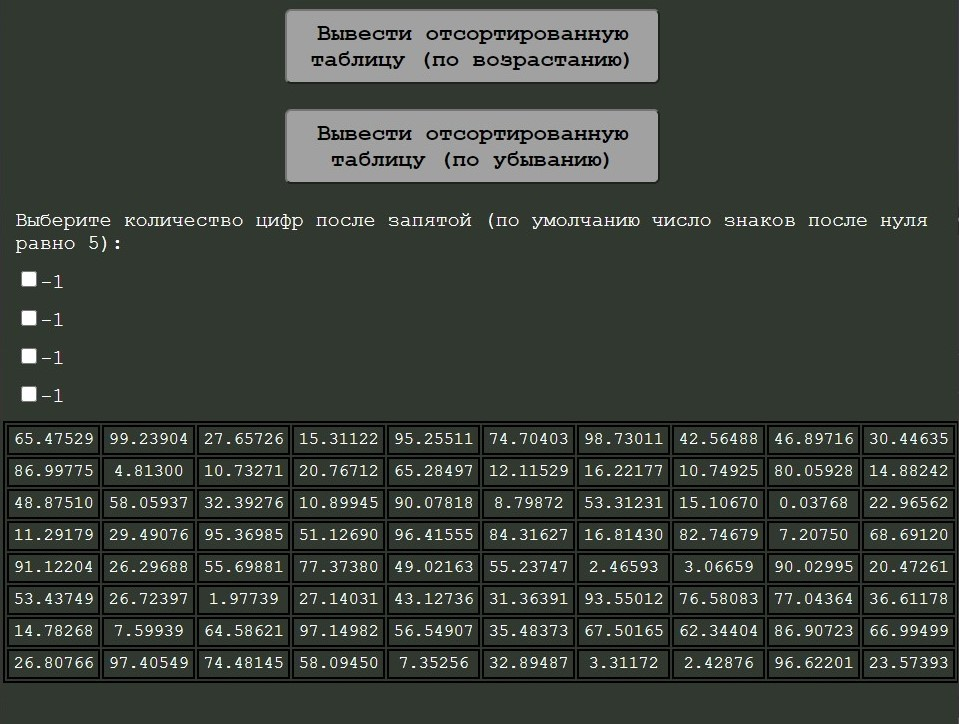 Вывести отсортированную
таблицу (по возрастанию)
Вывести отсортированную
таблицу (по убыванию)
Выберите количество цифр после запятой (по умолчанию число знаков после нуля
равно 5):
-1
-1
-1
-1
65.47529 99.23904 27.65726 15.31122 95.25511 74.70403 98.73011 42.56488 46.89716 30.44635
86.99775 4.81300 10.73271 20.76712 65.28497 12.11529 16.22177 10.74925 80.05928 14.88242
48.87510 58.05937 32.39276 10.89945 90.07818 8.79872 53.31231 15.10670 0.03768 22.96562
11.29179 29.49076 95.36985 51.12690 96.41555 84.31627 16.81430 82.74679 7.20750 68.69120
91.12204 26.29688 55.69881 77.37380 49.02163 55.23747 2.46593 3.06659 90.02995 20.47261
53.43749 26.72397 1.97739 27.14031 43.12736 31.36391 93.55012 76.58083 77.04364 36.61178
14.78268 7.59939 64.58621 97.14982 56.54907 35.48373 67.50165 62.34404 86.90723 66.99499
26.80766 97.40549 74.48145 58.09450 7.35256 32.89487 3.31172 2.42876 96.62201 23.57393